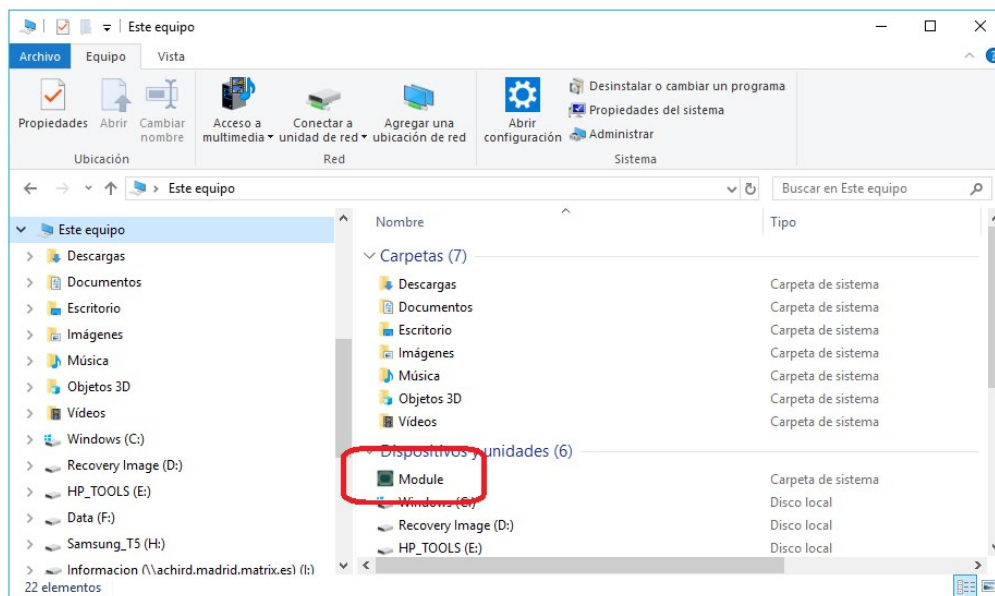 Este equipo
Archivo Equipo Vista
Propiedades Abrir Cambiar nombre
Acceso a multimedia Conectar a unidad de red Agregar una ubicación de red
Abrir configuración
Desinstalar o cambiar un programa
Propiedades del sistema
Administrar
Ubicación Red Sistema
Este equipo
Buscar en Este equipo
Este equipo
Descargas
Documentos
Escritorio
Imágenes
Música
Objetos 3D
Vídeos
Windows (C:)
Recovery Image (D:)
HP_TOOLS (E:)
Data (F:)
Samsung_T5 (H:)
Informacion (\\achird.madrid.matrix.es) (I:)
Nombre Tipo
Carpetas (7)
Descargas Carpeta de sistema
Documentos Carpeta de sistema
Escritorio Carpeta de sistema
Imágenes Carpeta de sistema
Música Carpeta de sistema
Objetos 3D Carpeta de sistema
Vídeos Carpeta de sistema
Dispositivos y unidades (6)
Module Carpeta de sistema
Windows (C:) Disco local
Recovery Image (D:) Disco local
HP_TOOLS (E:) Disco local
22 elementos